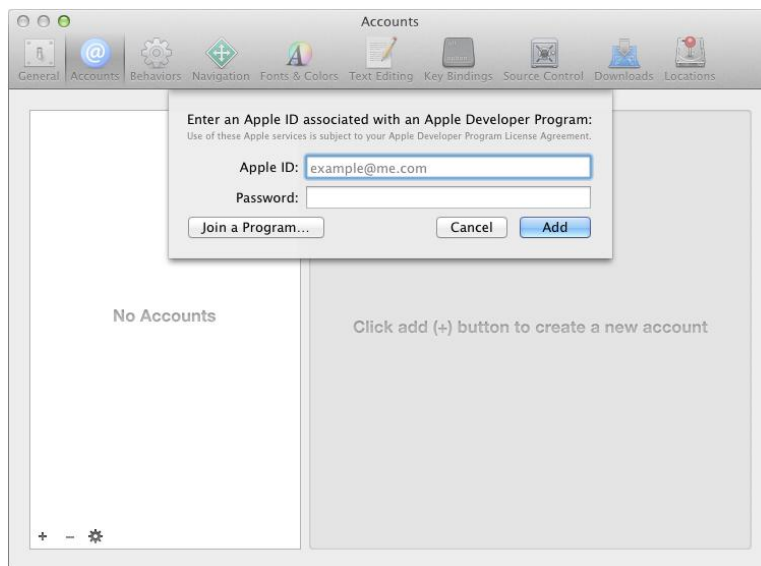 Accounts
General Accounts Behaviors Navigation Fonts & Colors Text Editing Key Bindings Source Control Downloads Locations
Enter an Apple ID associated with an Apple Developer Program:
Use of these Apple services is subject to your Apple Developer Program License Agreement.
Apple ID: example@me.com
Password:
Join a Program... Cancel Add
No Accounts
Click add (+) button to create a new account